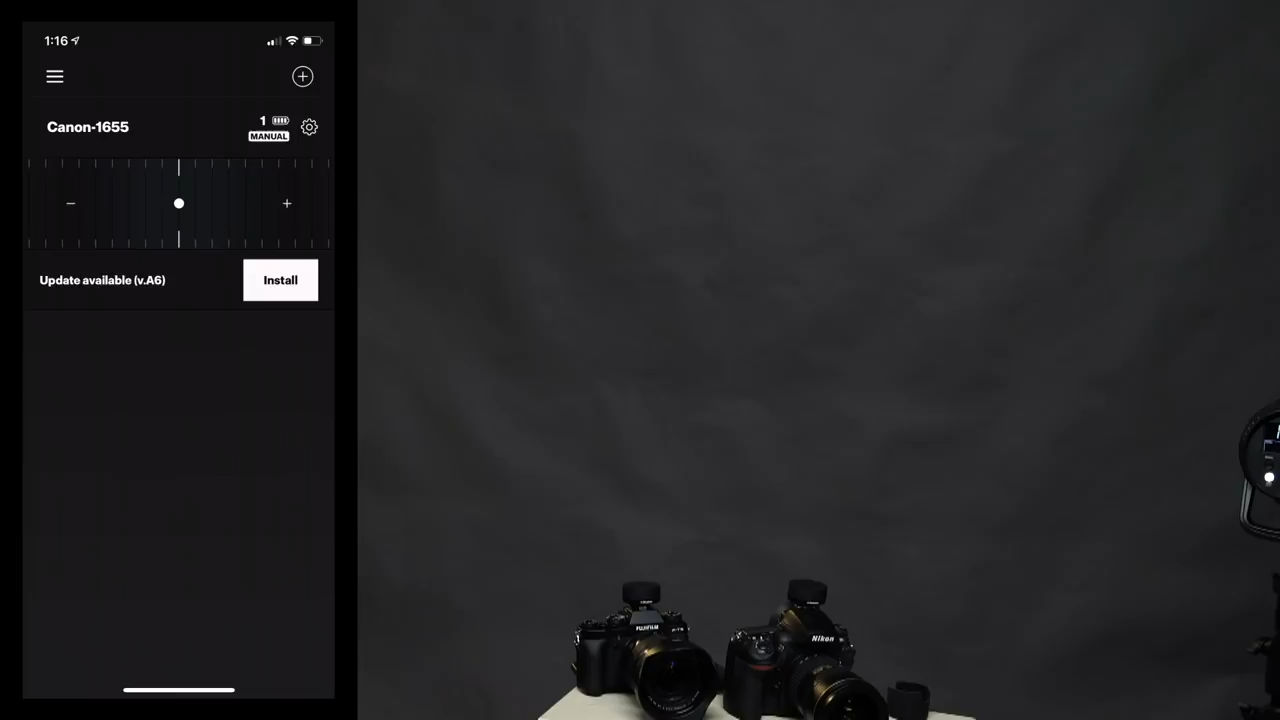 1:16
Canon-1655
1
MANUAL
Update available (v.A6)
Install
FUJIFILM
Nikon